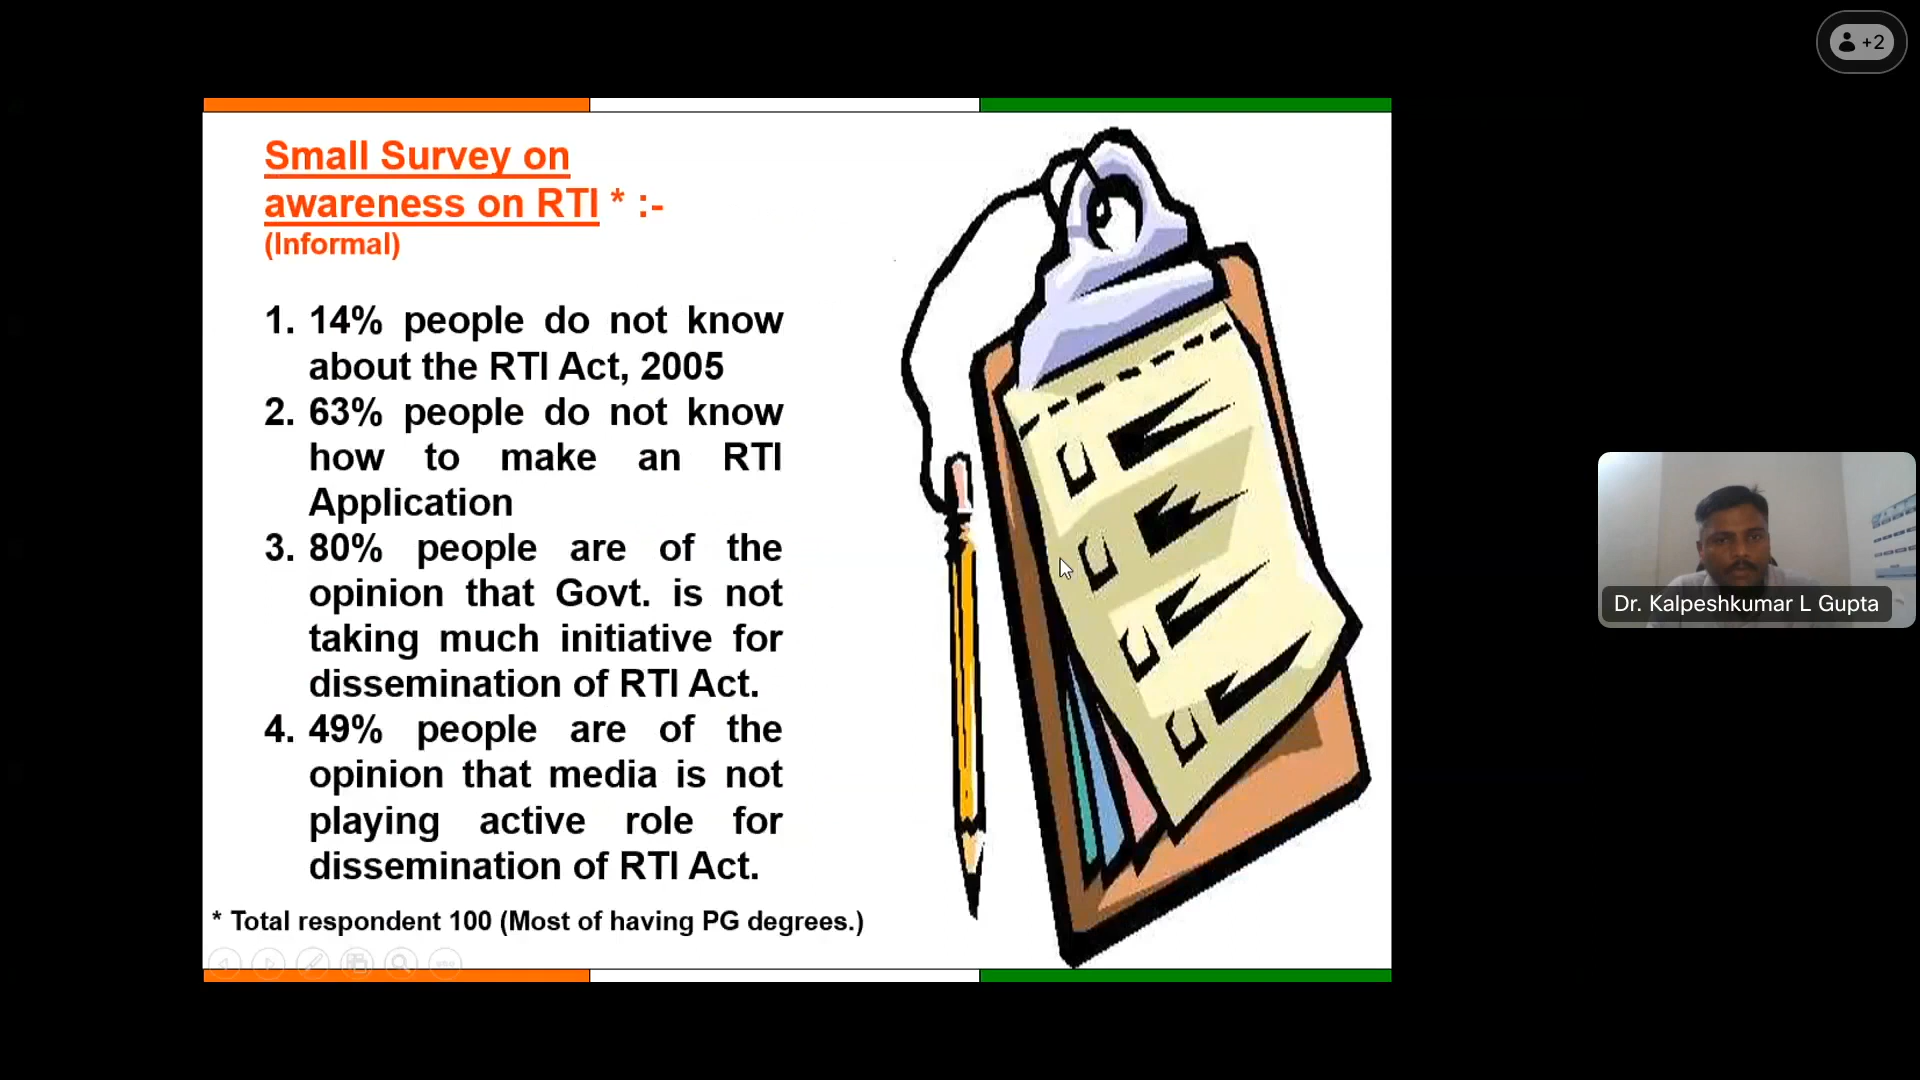 +2
Small Survey on
awareness on RTI * :-
(Informal)
1. 14% people do not know
about the RTI Act, 2005
2. 63% people do not know
how to make an RTI
Application
3. 80% people are of the
opinion that Govt. is not
taking much initiative for
dissemination of RTI Act.
4. 49% people are of the
opinion that media is not
playing active role for
dissemination of RTI Act.
* Total respondent 100 (Most of having PG degrees.)
Dr. Kalpeshkumar L Gupta